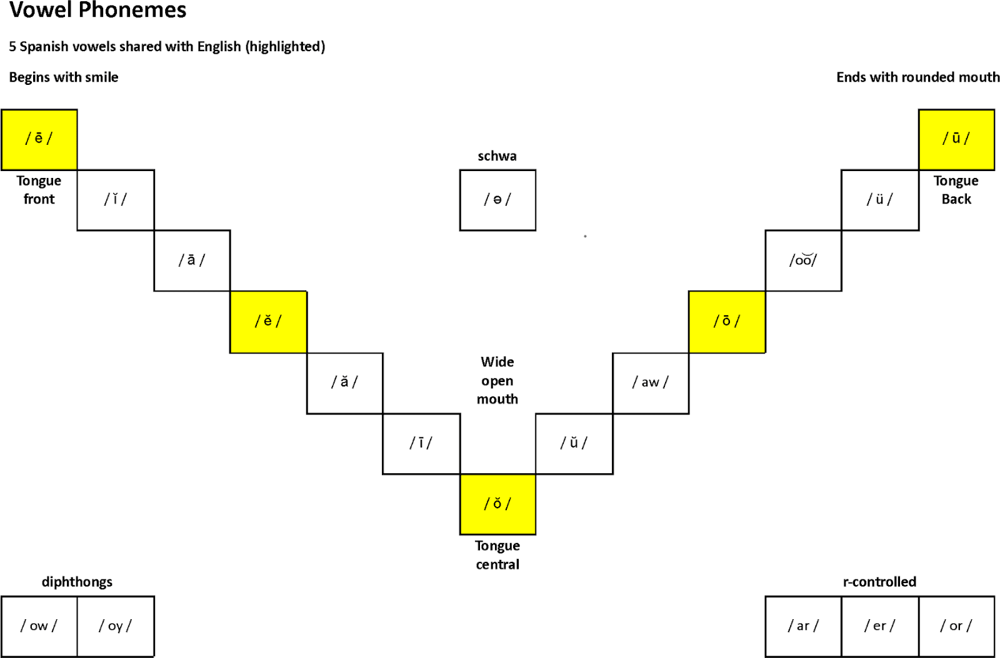 Vowel Phonemes
5 Spanish vowels shared with English (highlighted)
Begins with smile
Ends with rounded mouth
/ ē /
/ ū /
schwa
Tongue
front
/ ĭ /
/ ə /
/ ü /
Tongue
Back
/ ā /
/o͝o/
/ ĕ /
/ ō /
/ ă /
Wide
open
mouth
/ aw /
/ ī /
/ ŭ /
/ ŏ /
Tongue
central
diphthongs
r-controlled
/ ow /
/ oy /
/ ar /
/ er /
/ or /